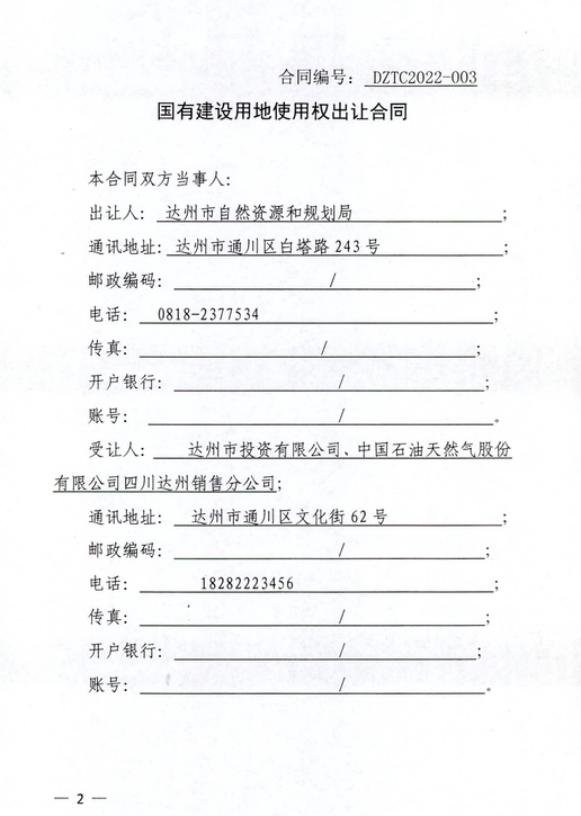 合同编号： DZTC2022-003
国有建设用地使用权出让合同
本合同双方当事人：
出让人： 达州市自然资源和规划局 ；
通讯地址： 达州市通川区白塔路 243 号 ；
邮政编码： / ；
电话： 0818-2377534 ；
传真： / ；
开户银行： / ；
账号： / 。
受让人： 达州市投资有限公司、中国石油天然气股份
有限公司四川达州销售分公司；
通讯地址： 达州市通川区文化街 62 号 ；
邮政编码： / ；
电话： 18282223456 ；
传真： / ；
开户银行： / ；
账号： / 。
— 2 —